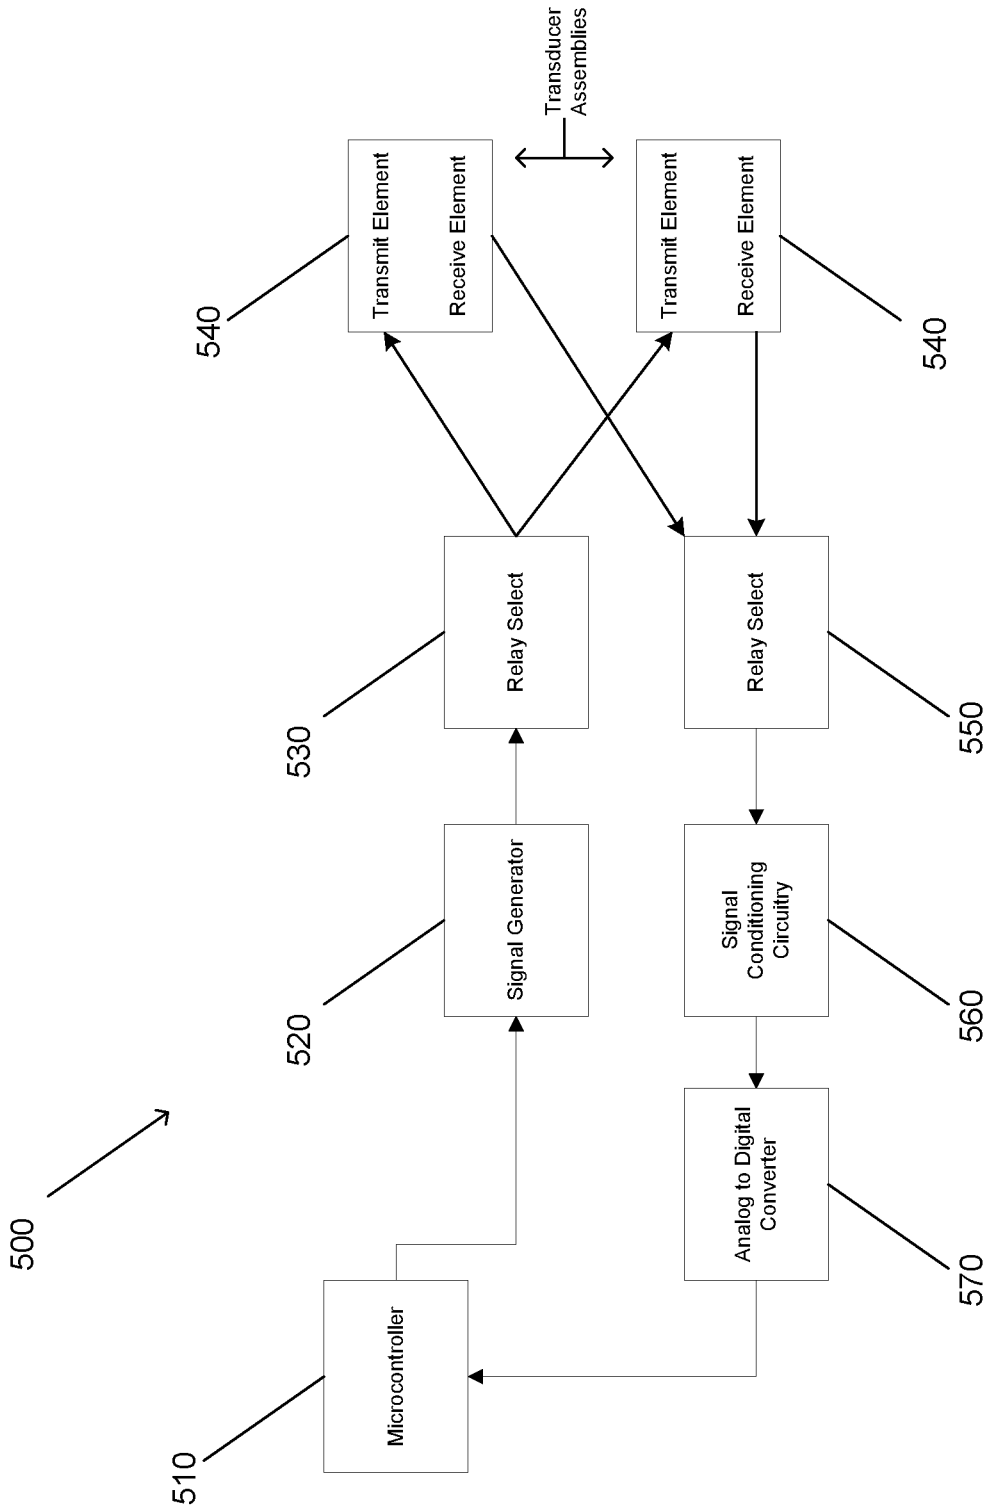 500
510
Microcontroller
520
Signal Generator
530
Relay Select
540
Transmit Element
Receive Element
Transducer
Assemblies
Transmit Element
Receive Element
540
Relay Select
550
Signal
Conditioning
Circuitry
560
Analog to Digital
Converter
570